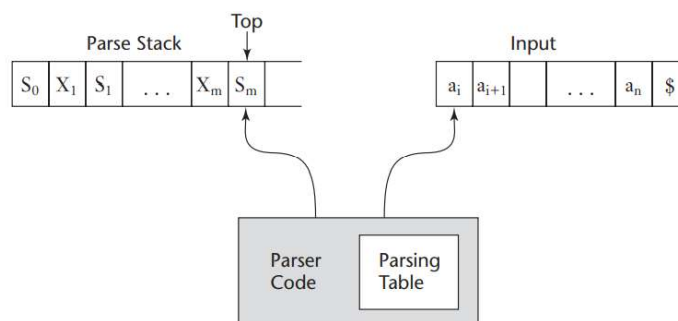 Top
Parse Stack Input
S₀ X₁ S₁ . . . Xₘ Sₘ aᵢ aᵢ₊₁ . . . aₙ $
Parser Code Parsing Table